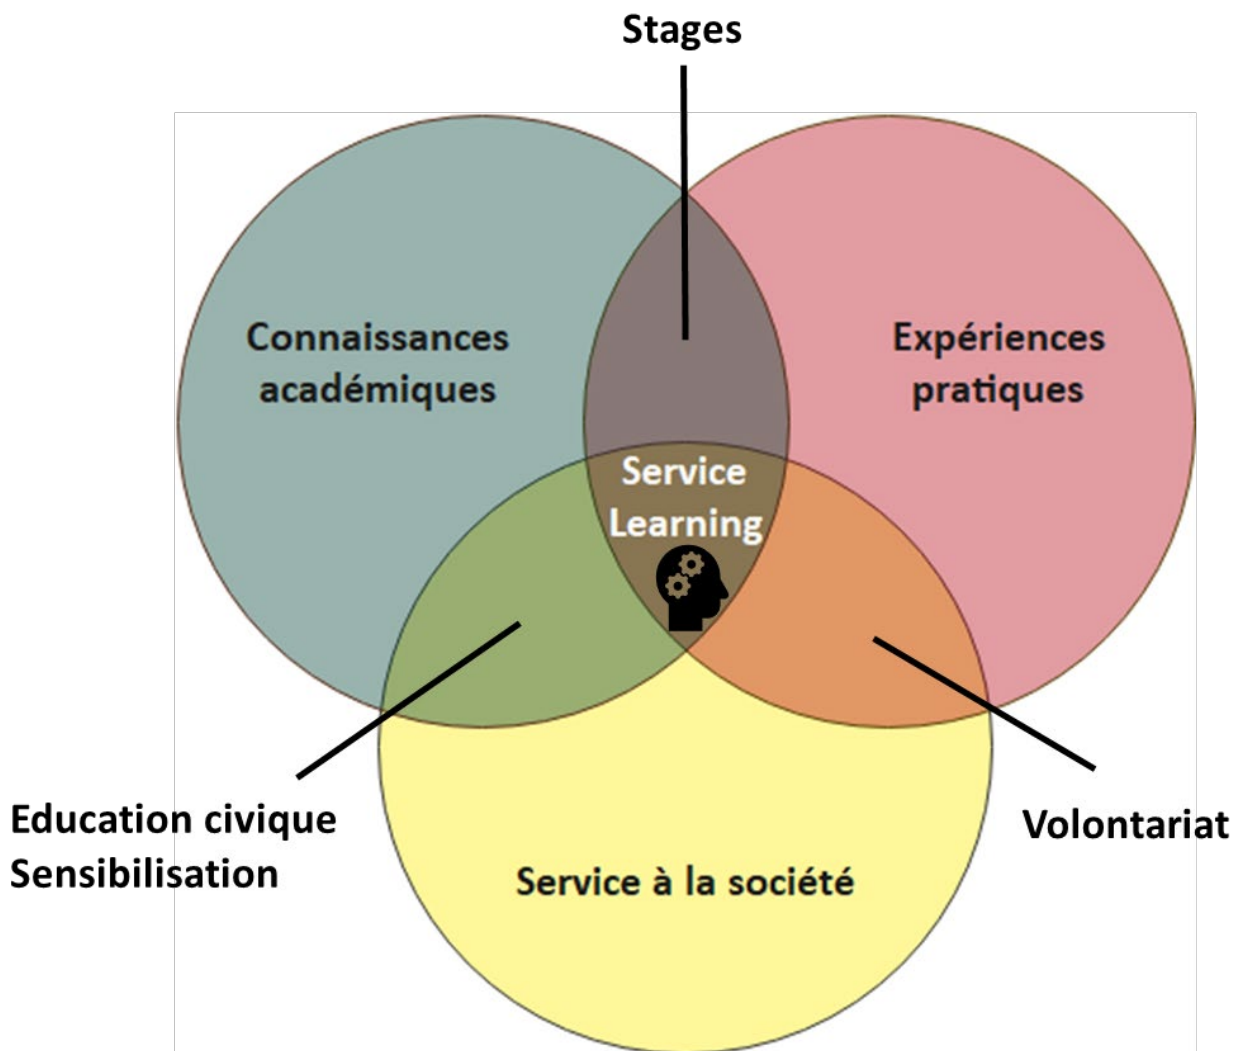 Stages
Connaissances
académiques
Expériences
pratiques
Service
Learning
Education civique
Sensibilisation
Volontariat
Service à la société